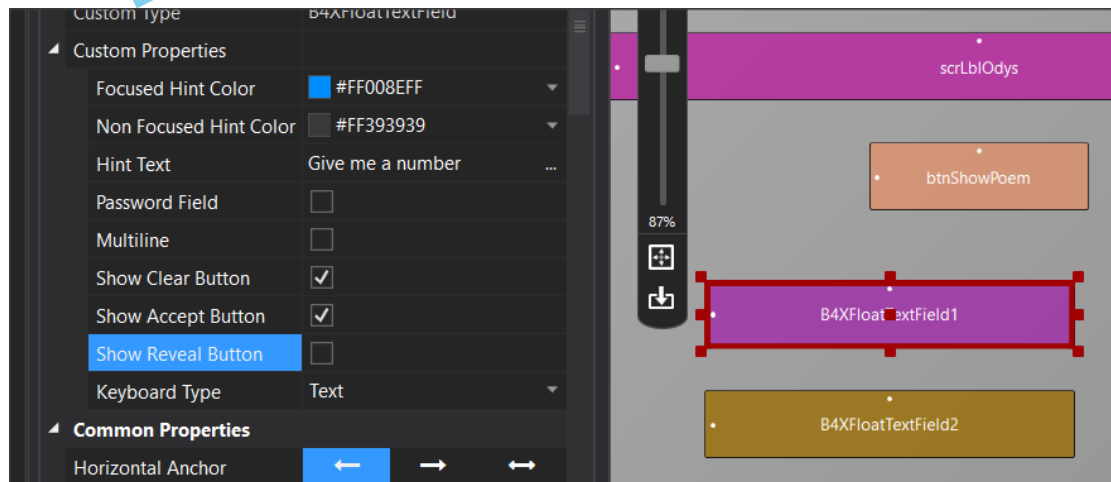 Custom Type B4XFloatTextField
Custom Properties
Focused Hint Color #FF008EFF
Non Focused Hint Color #FF393939
Hint Text Give me a number ...
Password Field
Multiline
Show Clear Button
Show Accept Button
Show Reveal Button
Keyboard Type Text
Common Properties
Horizontal Anchor
87%
scrLblOdys
btnShowPoem
B4XFloatTextField1
B4XFloatTextField2